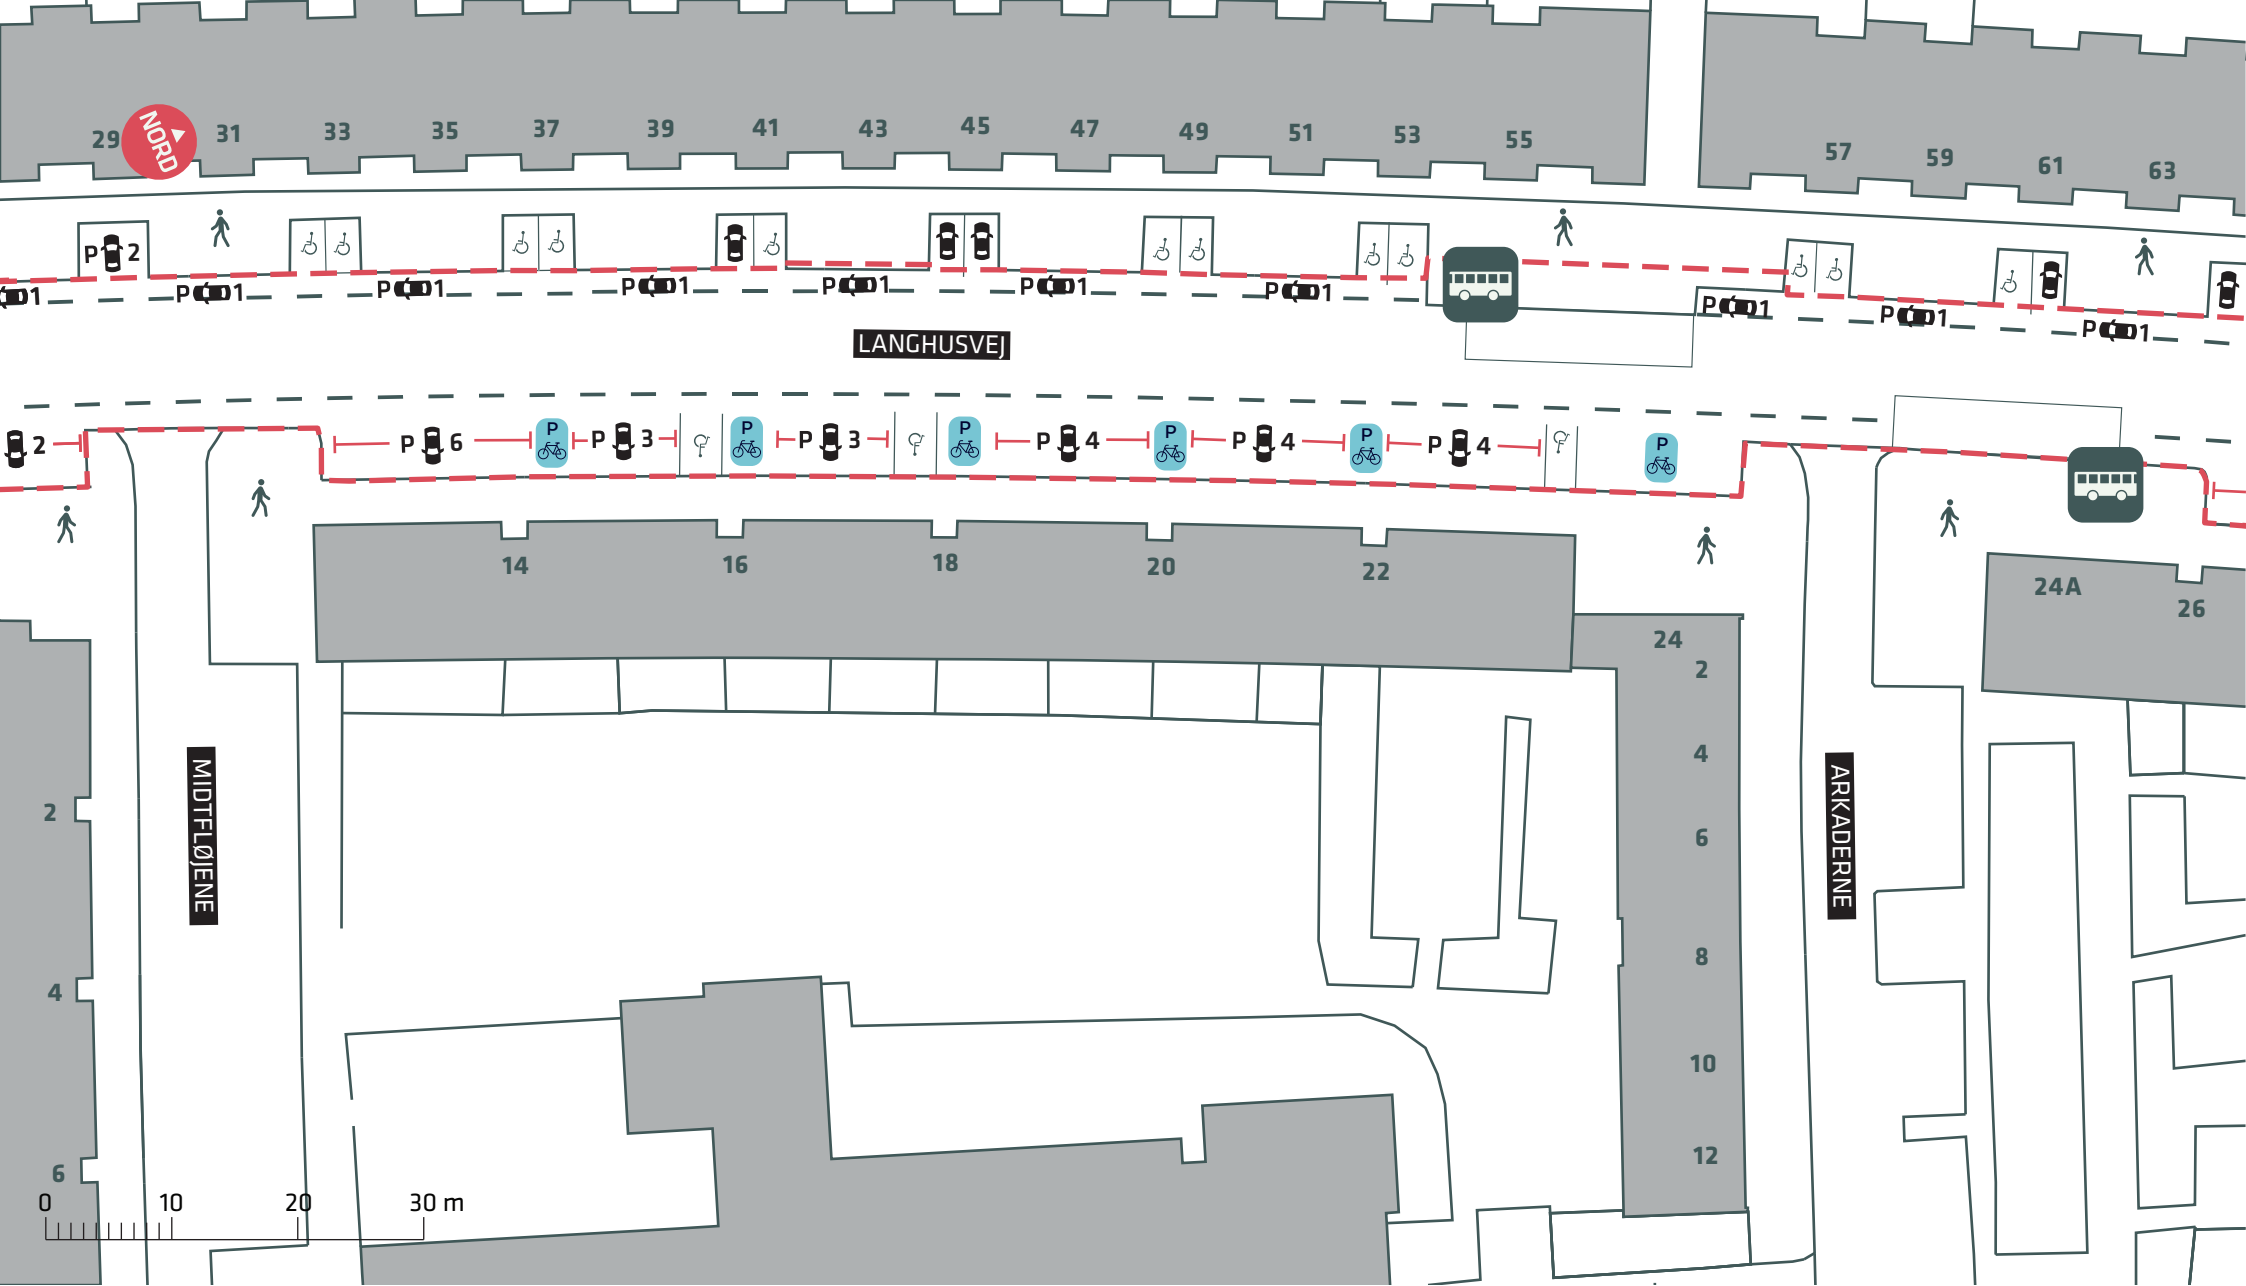 29
NORD
31
33
35
37
39
41
43
45
47
49
51
53
55
57
59
61
63
P 2
1
P 1
P 1
P 1
P 1
P 1
P 1
P 1
P 1
P 1
LANGHUSVEJ
2
P 6
P
P 3
P
P 3
P
P 4
P
P 4
P
P 4
P
14
16
18
20
22
24
24A
26
2
4
6
8
10
12
MIDTFLØJENE
ARKADERNE
2
4
6
0 10 20 30 m